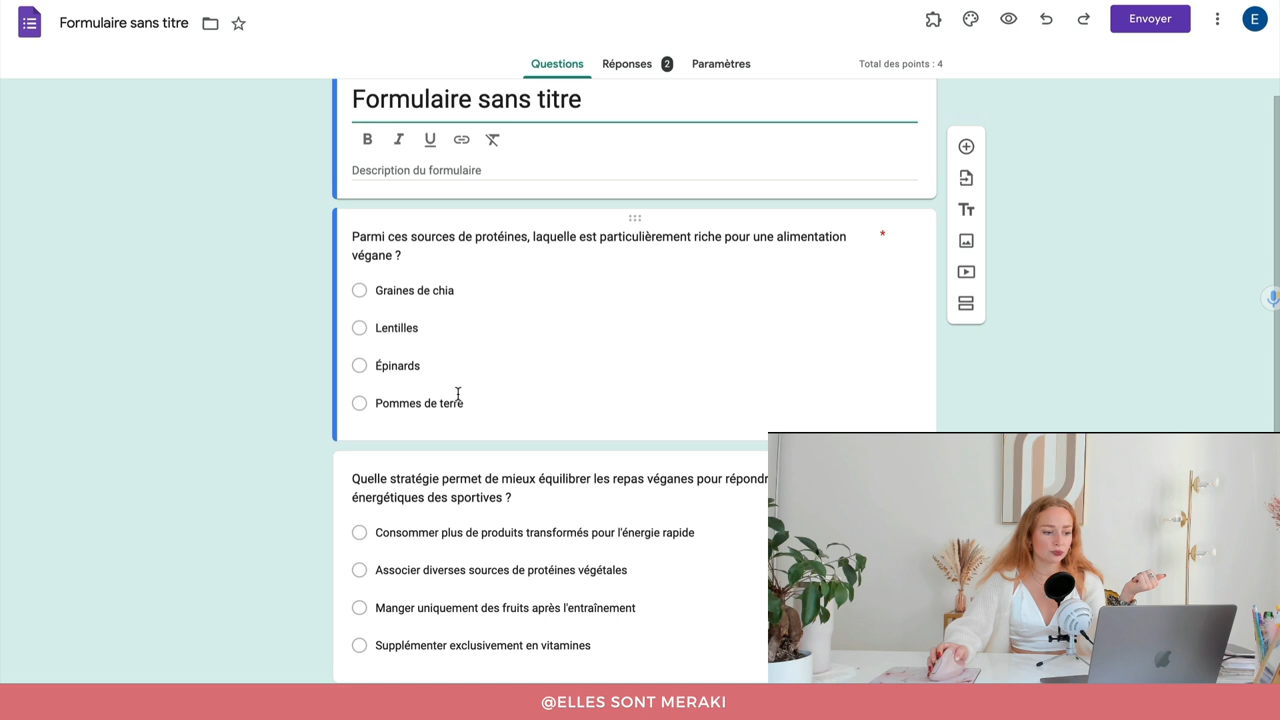 Formulaire sans titre
Envoyer
E
Questions
Réponses 2
Paramètres
Total des points : 4
Formulaire sans titre
B I U
Description du formulaire
Parmi ces sources de protéines, laquelle est particulièrement riche pour une alimentation *
végane ?
Graines de chia
Lentilles
Épinards
Pommes de terre
Quelle stratégie permet de mieux équilibrer les repas véganes pour répondr
énergétiques des sportives ?
Consommer plus de produits transformés pour l'énergie rapide
Associer diverses sources de protéines végétales
Manger uniquement des fruits après l'entraînement
Supplémenter exclusivement en vitamines
Tт
@ELLES SONT MERAKI